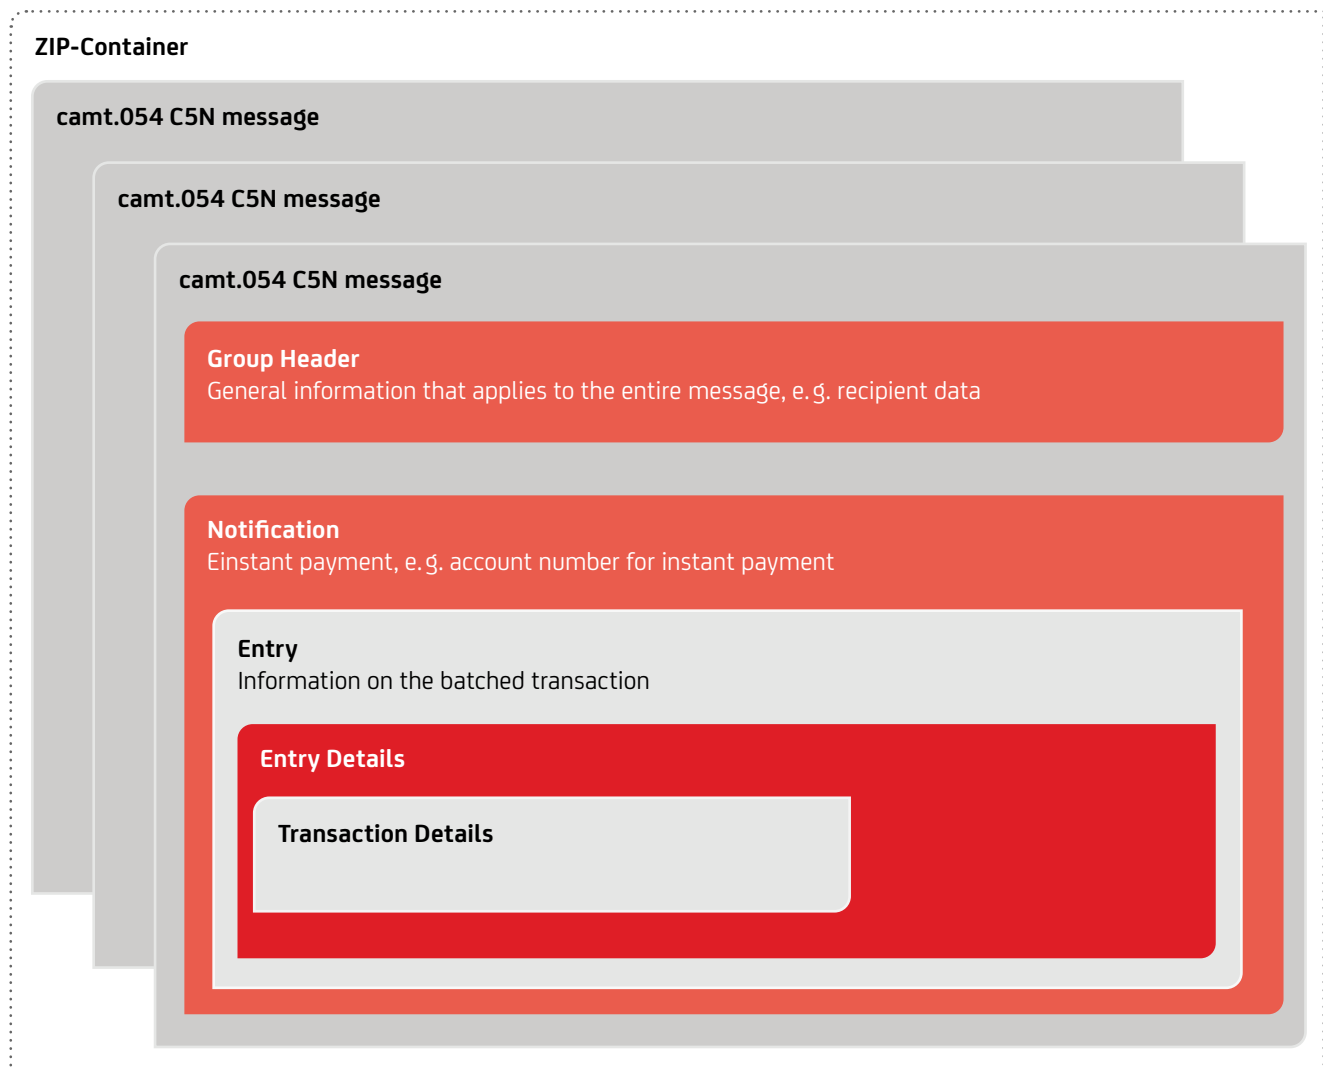 ZIP-Container
camt.054 C5N message
camt.054 C5N message
camt.054 C5N message
Group Header
General information that applies to the entire message, e. g. recipient data
Notification
Einstant payment, e. g. account number for instant payment
Entry
Information on the batched transaction
Entry Details
Transaction Details